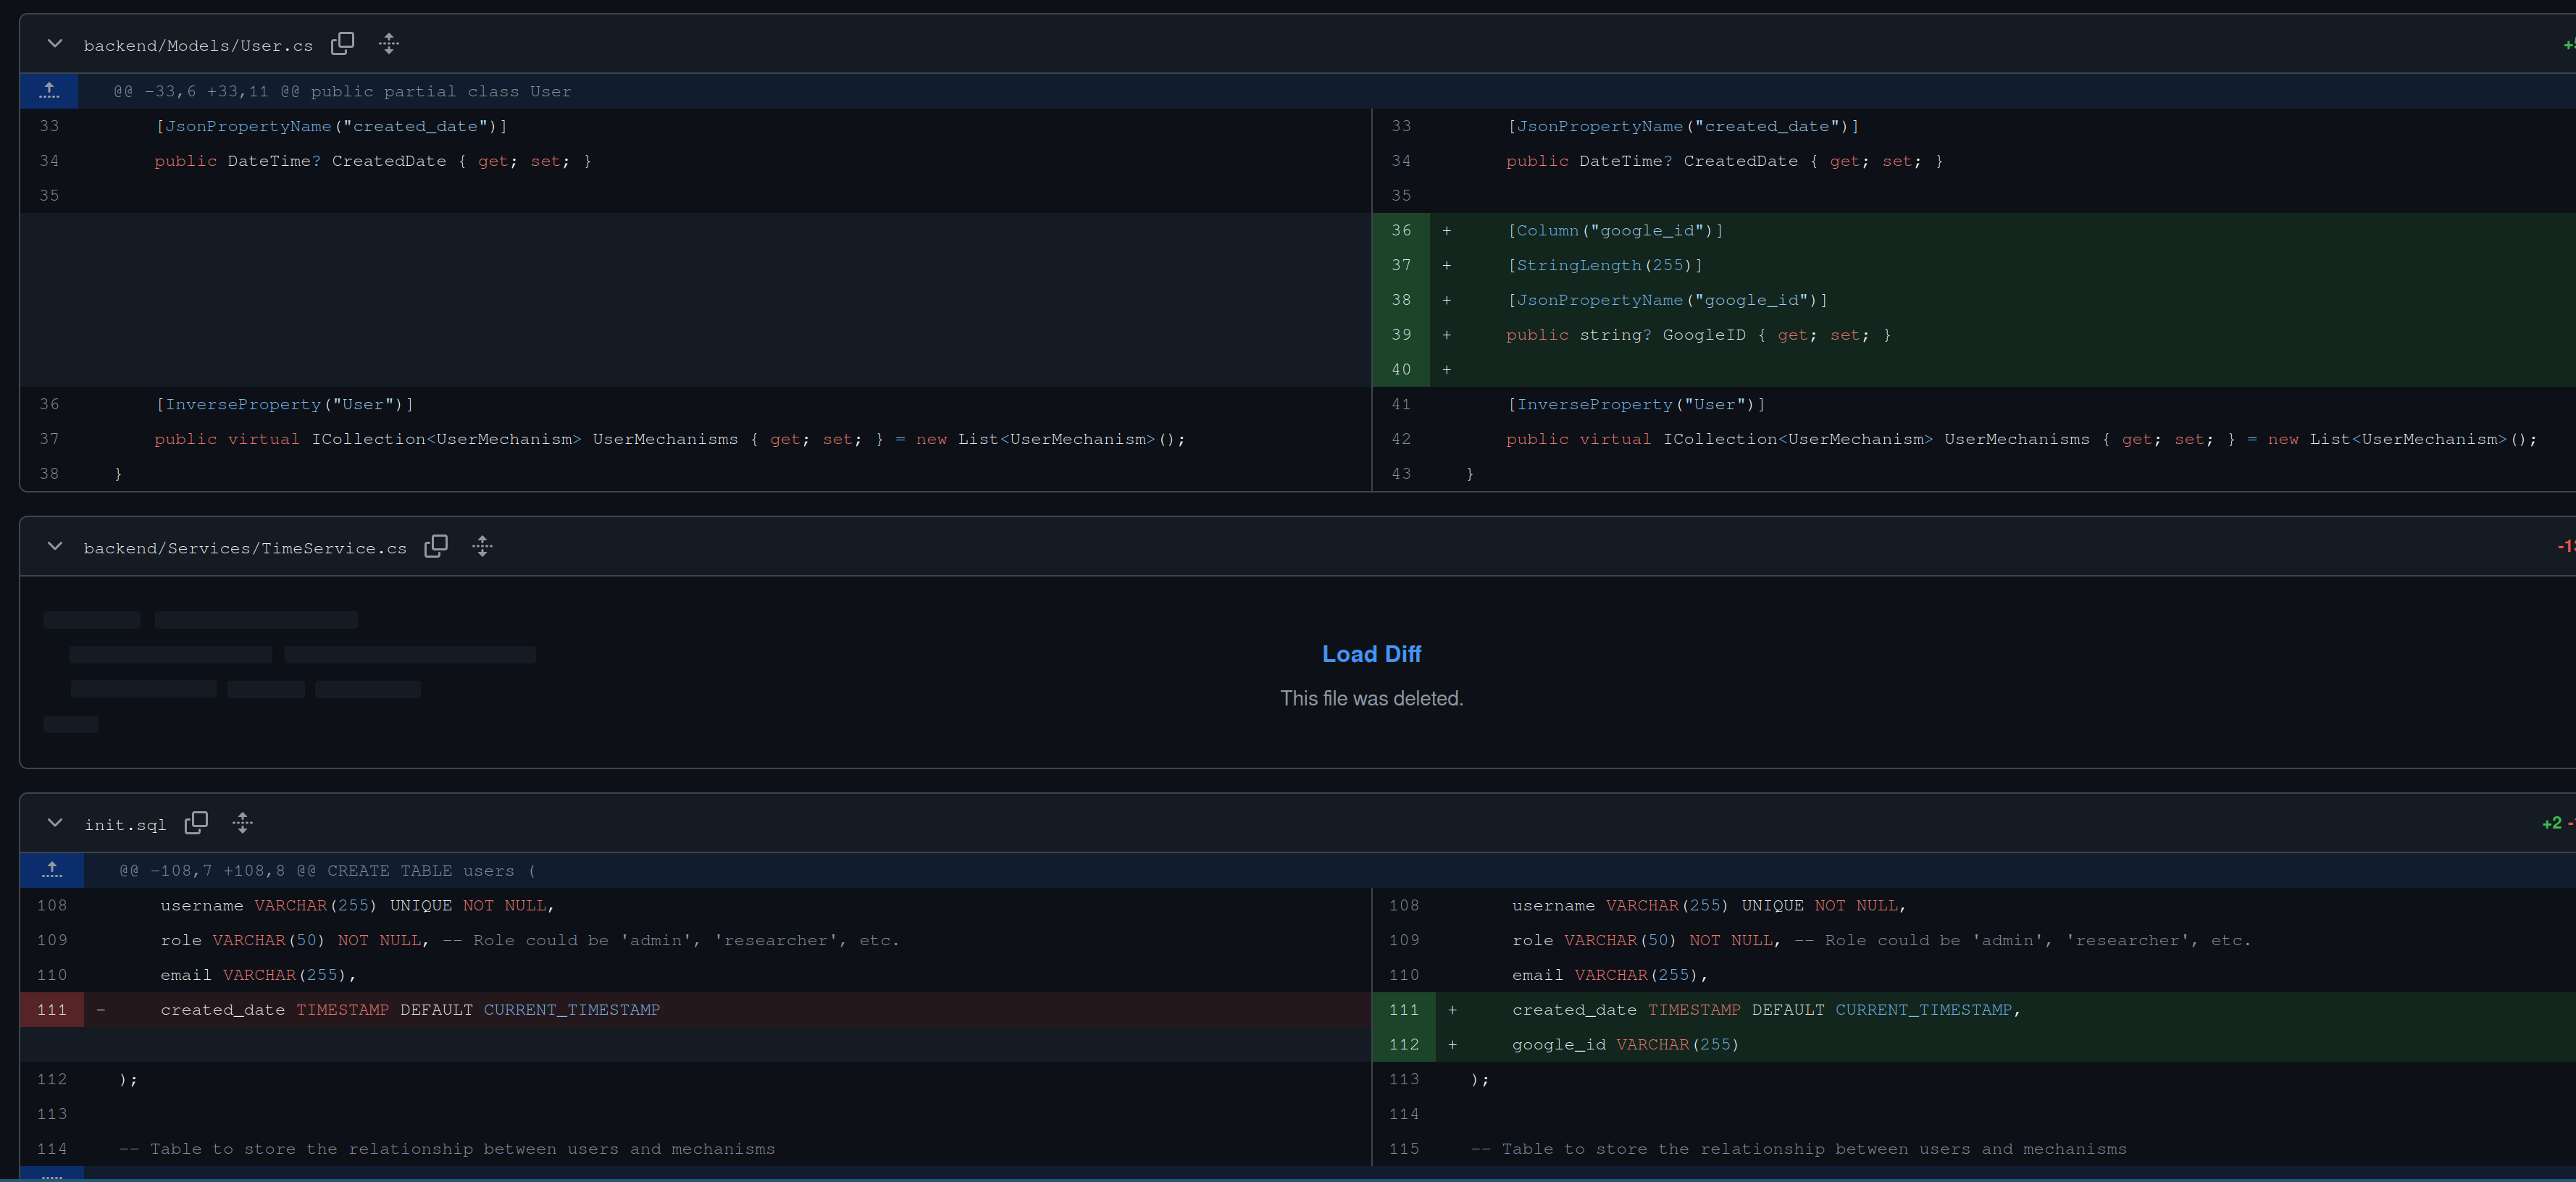 backend/Models/User.cs
+5
@@ -33,6 +33,11 @@ public partial class User
33 [JsonPropertyName("created_date")]
34 public DateTime? CreatedDate { get; set; }
35
36 [InverseProperty("User")]
37 public virtual ICollection<UserMechanism> UserMechanisms { get; set; } = new List<UserMechanism>();
38 }
33 [JsonPropertyName("created_date")]
34 public DateTime? CreatedDate { get; set; }
35
36 + [Column("google_id")]
37 + [StringLength(255)]
38 + [JsonPropertyName("google_id")]
39 + public string? GoogleID { get; set; }
40 +
41 [InverseProperty("User")]
42 public virtual ICollection<UserMechanism> UserMechanisms { get; set; } = new List<UserMechanism>();
43 }
backend/Services/TimeService.cs
Load Diff
This file was deleted.
init.sql
+2
@@ -108,7 +108,8 @@ CREATE TABLE users (
108 username VARCHAR(255) UNIQUE NOT NULL,
109 role VARCHAR(50) NOT NULL, -- Role could be 'admin', 'researcher', etc.
110 email VARCHAR(255),
111 - created_date TIMESTAMP DEFAULT CURRENT_TIMESTAMP
112 );
113
114 -- Table to store the relationship between users and mechanisms
108 username VARCHAR(255) UNIQUE NOT NULL,
109 role VARCHAR(50) NOT NULL, -- Role could be 'admin', 'researcher', etc.
110 email VARCHAR(255),
111 + created_date TIMESTAMP DEFAULT CURRENT_TIMESTAMP,
112 + google_id VARCHAR(255)
113 );
114
115 -- Table to store the relationship between users and mechanisms